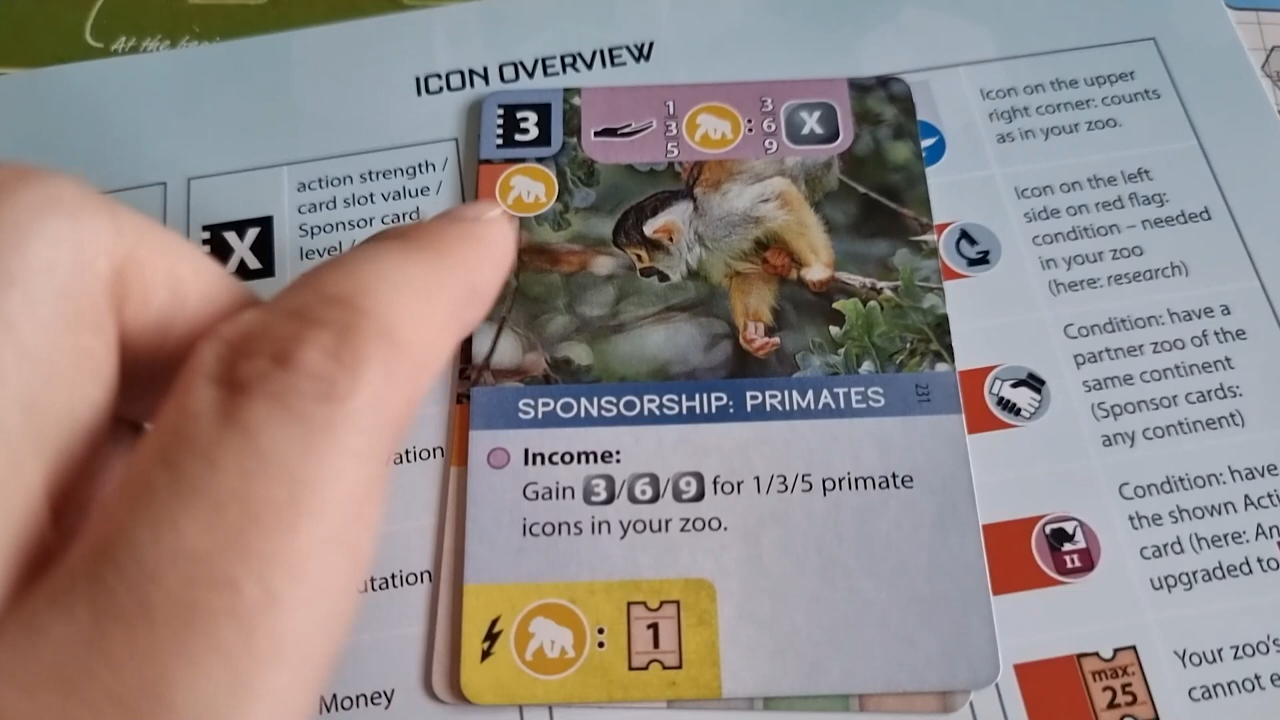 At the
ICON OVERVIEW
action strength /
card slot value /
Sponsor card
level /
X
ation
utation
Money
3
1
3
5
:
3
6
9
X
SPONSORSHIP: PRIMATES
231
Income:
Gain 3/6/9 for 1/3/5 primate
icons in your zoo.
:
1
Icon on the upper
right corner: counts
as in your zoo.
Icon on the left
side on red flag:
condition – needed
in your zoo
(here: research)
Condition: have a
partner zoo of the
same continent
(Sponsor cards:
any continent)
II
Condition: have
the shown Acti
card (here: An
upgraded to
max.
25
Your zoo's
cannot e